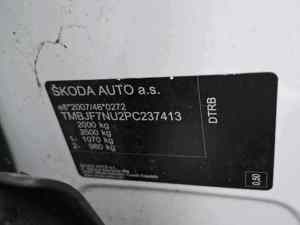 ŠKODA AUTO a.s.
e8*2007/46*0272
TMBJF7NU2PC237413
2000 kg
3500 kg
1. 1070 kg
2. 980 kg
DTRB
0,50